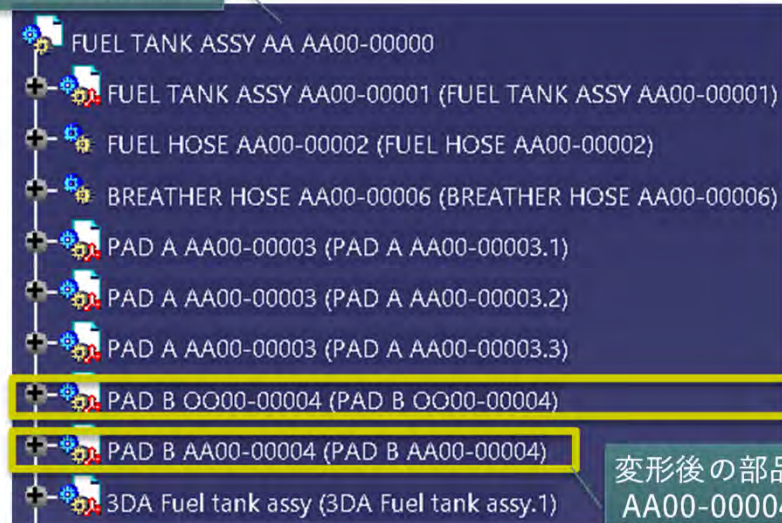 FUEL TANK ASSY AA AA00-00000
FUEL TANK ASSY AA00-00001 (FUEL TANK ASSY AA00-00001)
FUEL HOSE AA00-00002 (FUEL HOSE AA00-00002)
BREATHER HOSE AA00-00006 (BREATHER HOSE AA00-00006)
PAD A AA00-00003 (PAD A AA00-00003.1)
PAD A AA00-00003 (PAD A AA00-00003.2)
PAD A AA00-00003 (PAD A AA00-00003.3)
PAD B OO00-00004 (PAD B OO00-00004)
PAD B AA00-00004 (PAD B AA00-00004)
3DA Fuel tank assy (3DA Fuel tank assy.1)
変形後の部品
AA00-0000